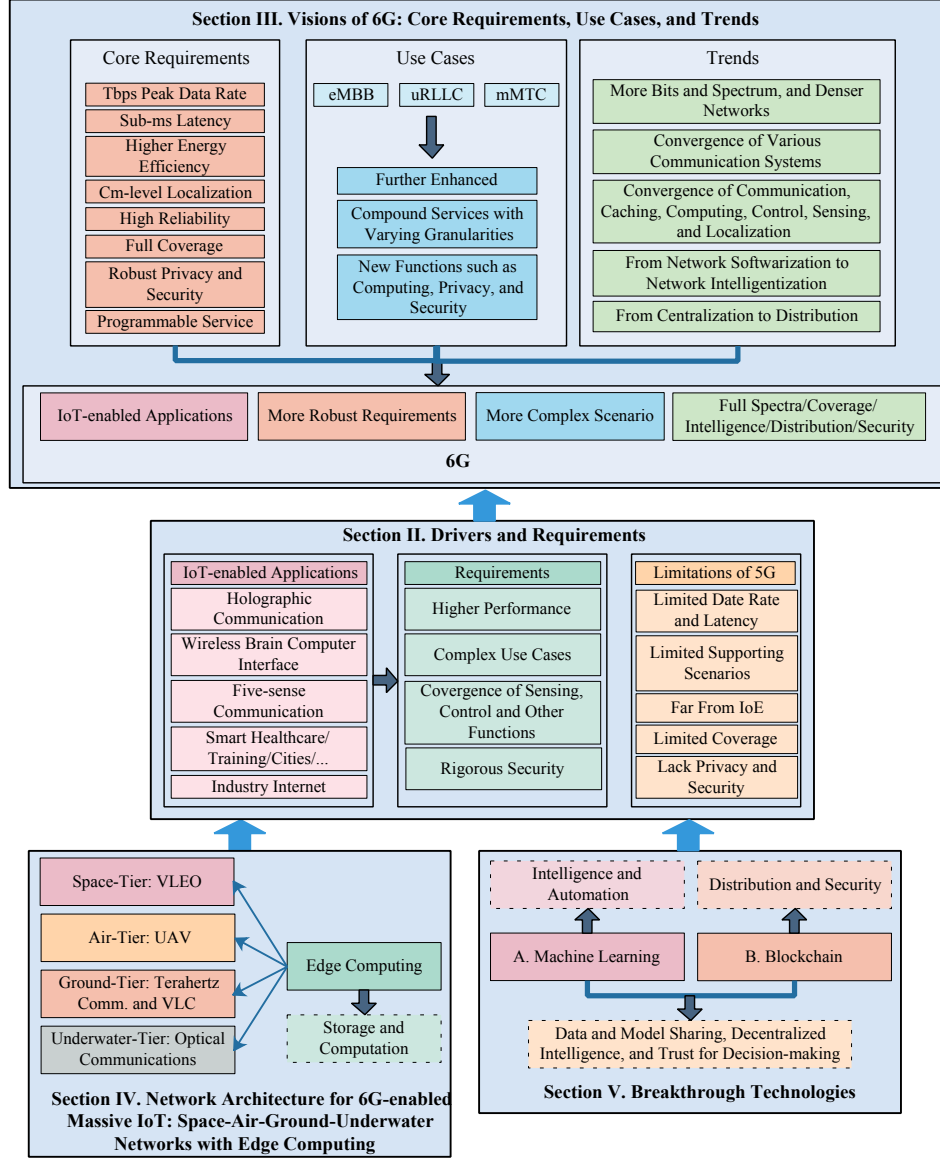 Section III. Visions of 6G: Core Requirements, Use Cases, and Trends
Core Requirements
Tbps Peak Data Rate
Sub-ms Latency
Higher Energy
Efficiency
Cm-level Localization
High Reliability
Full Coverage
Robust Privacy and
Security
Programmable Service
Use Cases
eMBB
uRLLC
mMTC
Further Enhanced
Compound Services with
Varying Granularities
New Functions such as
Computing, Privacy, and
Security
Trends
More Bits and Spectrum, and Denser
Networks
Convergence of Various
Communication Systems
Convergence of Communication,
Caching, Computing, Control, Sensing,
and Localization
From Network Softwarization to
Network Intelligentization
From Centralization to Distribution
IoT-enabled Applications
More Robust Requirements
More Complex Scenario
Full Spectra/Coverage/
Intelligence/Distribution/Security
6G
Section II. Drivers and Requirements
IoT-enabled Applications
Holographic
Communication
Wireless Brain Computer
Interface
Five-sense
Communication
Smart Healthcare/
Training/Cities/...
Industry Internet
Requirements
Higher Performance
Complex Use Cases
Covergence of Sensing,
Control and Other
Functions
Rigorous Security
Limitations of 5G
Limited Date Rate
and Latency
Limited Supporting
Scenarios
Far From IoE
Limited Coverage
Lack Privacy and
Security
Space-Tier: VLEO
Air-Tier: UAV
Ground-Tier: Terahertz
Comm. and VLC
Underwater-Tier: Optical
Communications
Edge Computing
Storage and
Computation
Section IV. Network Architecture for 6G-enabled
Massive IoT: Space-Air-Ground-Underwater
Networks with Edge Computing
Intelligence and
Automation
Distribution and Security
A. Machine Learning
B. Blockchain
Data and Model Sharing, Decentralized
Intelligence, and Trust for Decision-making
Section V. Breakthrough Technologies